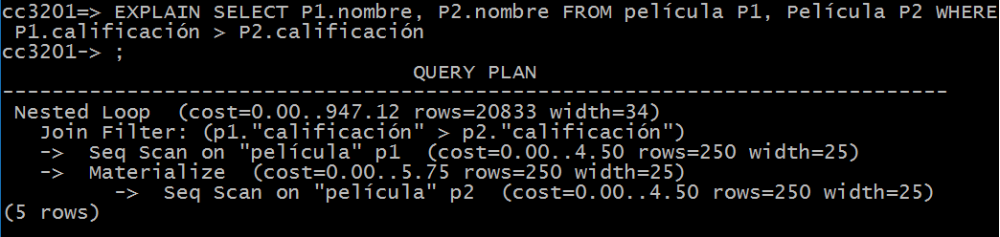 cc3201=> EXPLAIN SELECT P1.nombre, P2.nombre FROM película P1, Película P2 WHERE
P1.calificación > P2.calificación
cc3201-> ;
QUERY PLAN
-----------------------------------------------------------------------------
Nested Loop  (cost=0.00..947.12 rows=20833 width=34)
Join Filter: (p1."calificación" > p2."calificación")
->  Seq Scan on "película" p1  (cost=0.00..4.50 rows=250 width=25)
->  Materialize  (cost=0.00..5.75 rows=250 width=25)
->  Seq Scan on "película" p2  (cost=0.00..4.50 rows=250 width=25)
(5 rows)